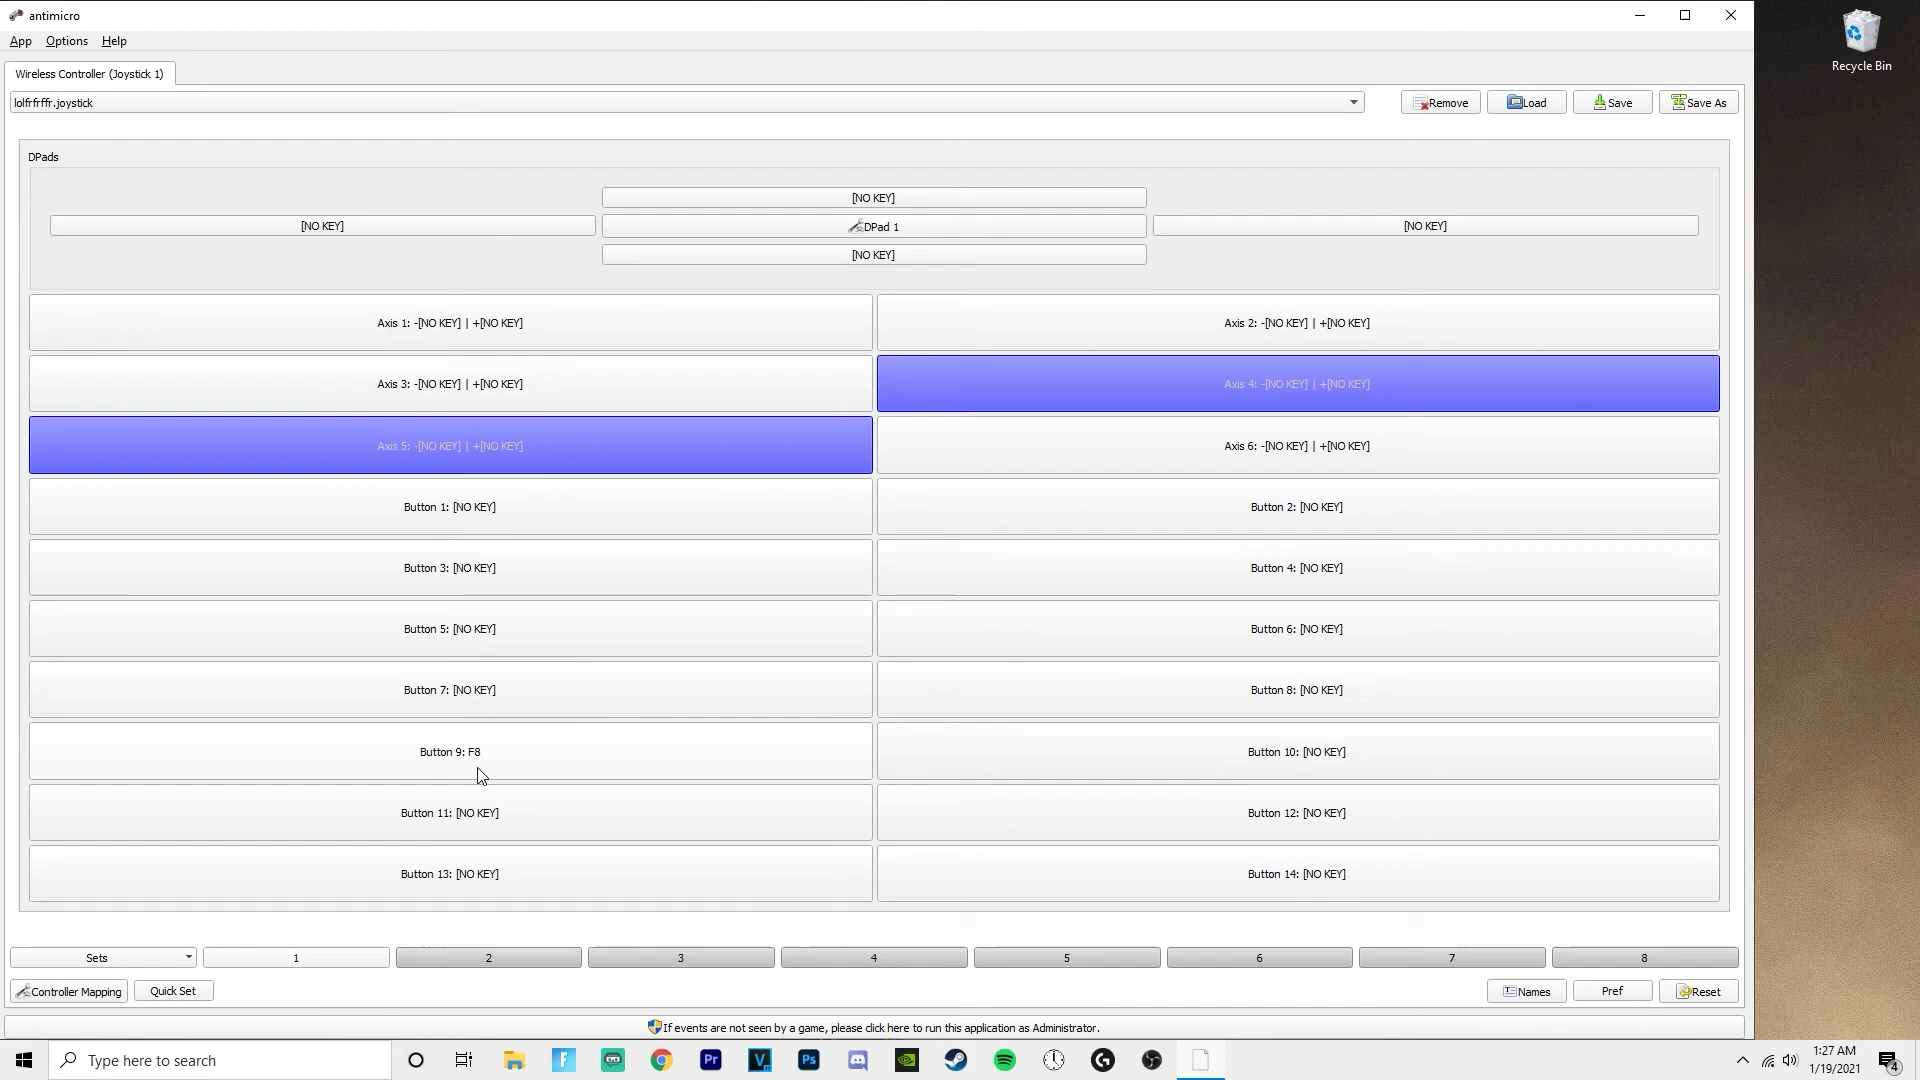 antimicro
Recycle Bin
App Options Help
Wireless Controller (Joystick 1)
lolfrfrffr.joystick
Remove Load Save Save As
DPads
[NO KEY]
[NO KEY] DPad 1 [NO KEY]
[NO KEY]
Axis 1: -[NO KEY] | +[NO KEY] Axis 2: -[NO KEY] | +[NO KEY]
Axis 3: -[NO KEY] | +[NO KEY] Axis 4: -[NO KEY] | +[NO KEY]
Axis 5: -[NO KEY] | +[NO KEY] Axis 6: -[NO KEY] | +[NO KEY]
Button 1: [NO KEY] Button 2: [NO KEY]
Button 3: [NO KEY] Button 4: [NO KEY]
Button 5: [NO KEY] Button 6: [NO KEY]
Button 7: [NO KEY] Button 8: [NO KEY]
Button 9: F8 Button 10: [NO KEY]
Button 11: [NO KEY] Button 12: [NO KEY]
Button 13: [NO KEY] Button 14: [NO KEY]
Sets 1 2 3 4 5 6 7 8
Controller Mapping Quick Set Names Pref Reset
If events are not seen by a game, please click here to run this application as Administrator.
Type here to search
F Pr V Ps G
1:27 AM
1/19/2021
4